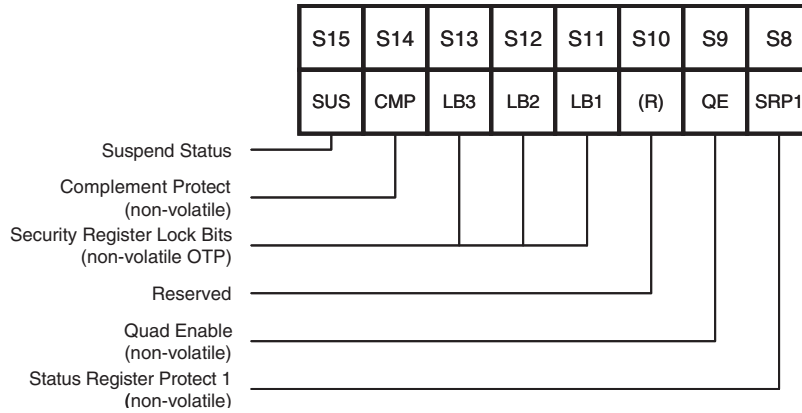 S15 S14 S13 S12 S11 S10 S9 S8
SUS CMP LB3 LB2 LB1 (R) QE SRP1
Suspend Status
Complement Protect
(non-volatile)
Security Register Lock Bits
(non-volatile OTP)
Reserved
Quad Enable
(non-volatile)
Status Register Protect 1
(non-volatile)